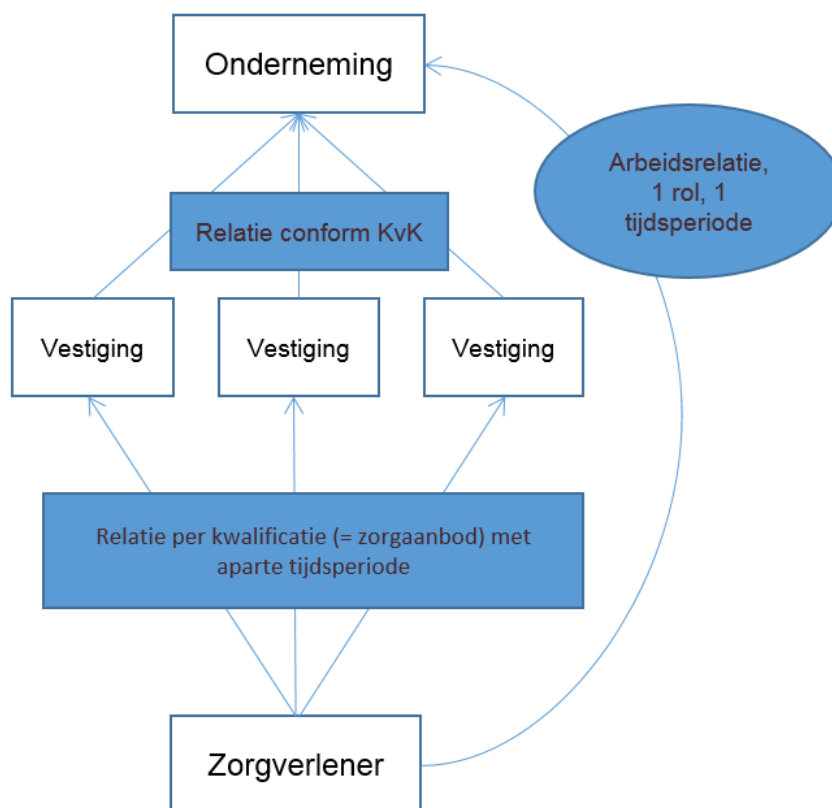 Onderneming
Arbeidsrelatie,
1 rol, 1
tijdsperiode
Relatie conform KvK
Vestiging
Vestiging
Vestiging
Relatie per kwalificatie (= zorgaanbod) met
aparte tijdsperiode
Zorgverlener